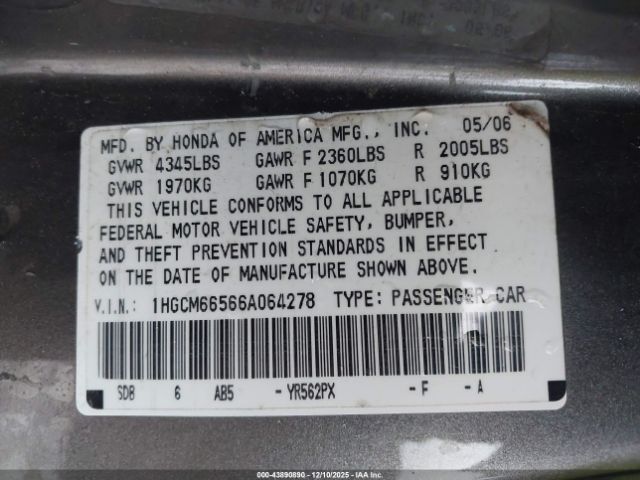 MFD. BY HONDA OF AMERICA MFG., INC. 05/06
GVWR 4345LBS GAWR F 2360LBS R 2005LBS
GVWR 1970KG GAWR F 1070KG R 910KG
THIS VEHICLE CONFORMS TO ALL APPLICABLE
FEDERAL MOTOR VEHICLE SAFETY, BUMPER,
AND THEFT PREVENTION STANDARDS IN EFFECT
ON THE DATE OF MANUFACTURE SHOWN ABOVE.
V.I.N.: 1HGCM66566A064278 TYPE: PASSENGER CAR
SDB 6 AB5 -YR562PX -F -A
© 000-43890890 - 12/10/2025 - IAAI COPYRIGHT